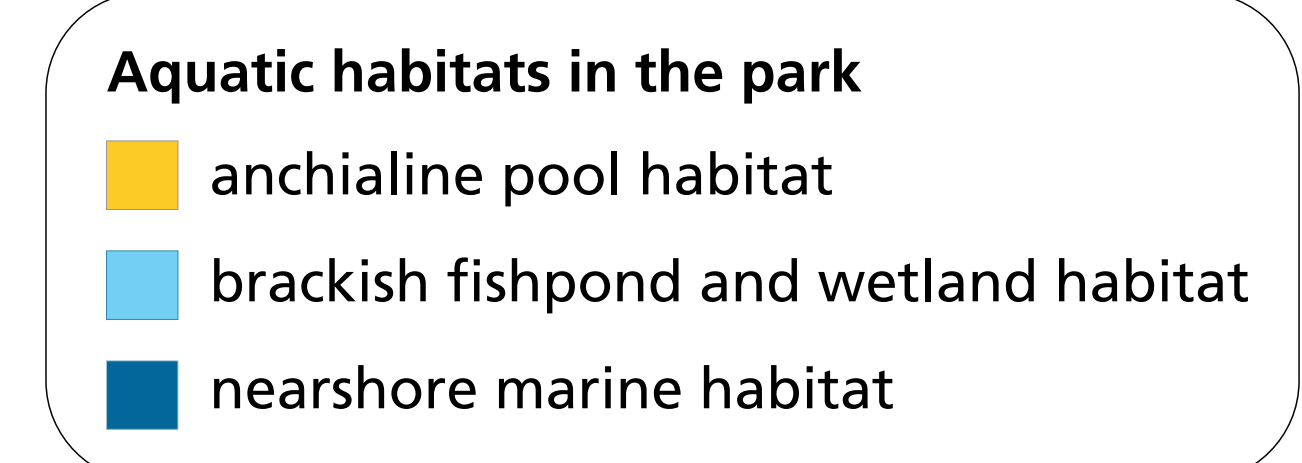 Aquatic habitats in the park
anchialine pool habitat
brackish fishpond and wetland habitat
nearshore marine habitat